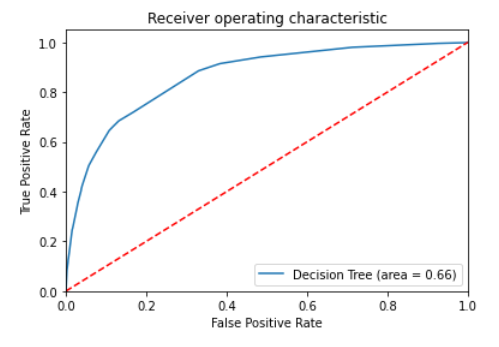 Receiver operating characteristic
1.0
0.8
0.6
0.4
0.2
0.0
True Positive Rate
Decision Tree (area = 0.66)
0.0 0.2 0.4 0.6 0.8 1.0
False Positive Rate